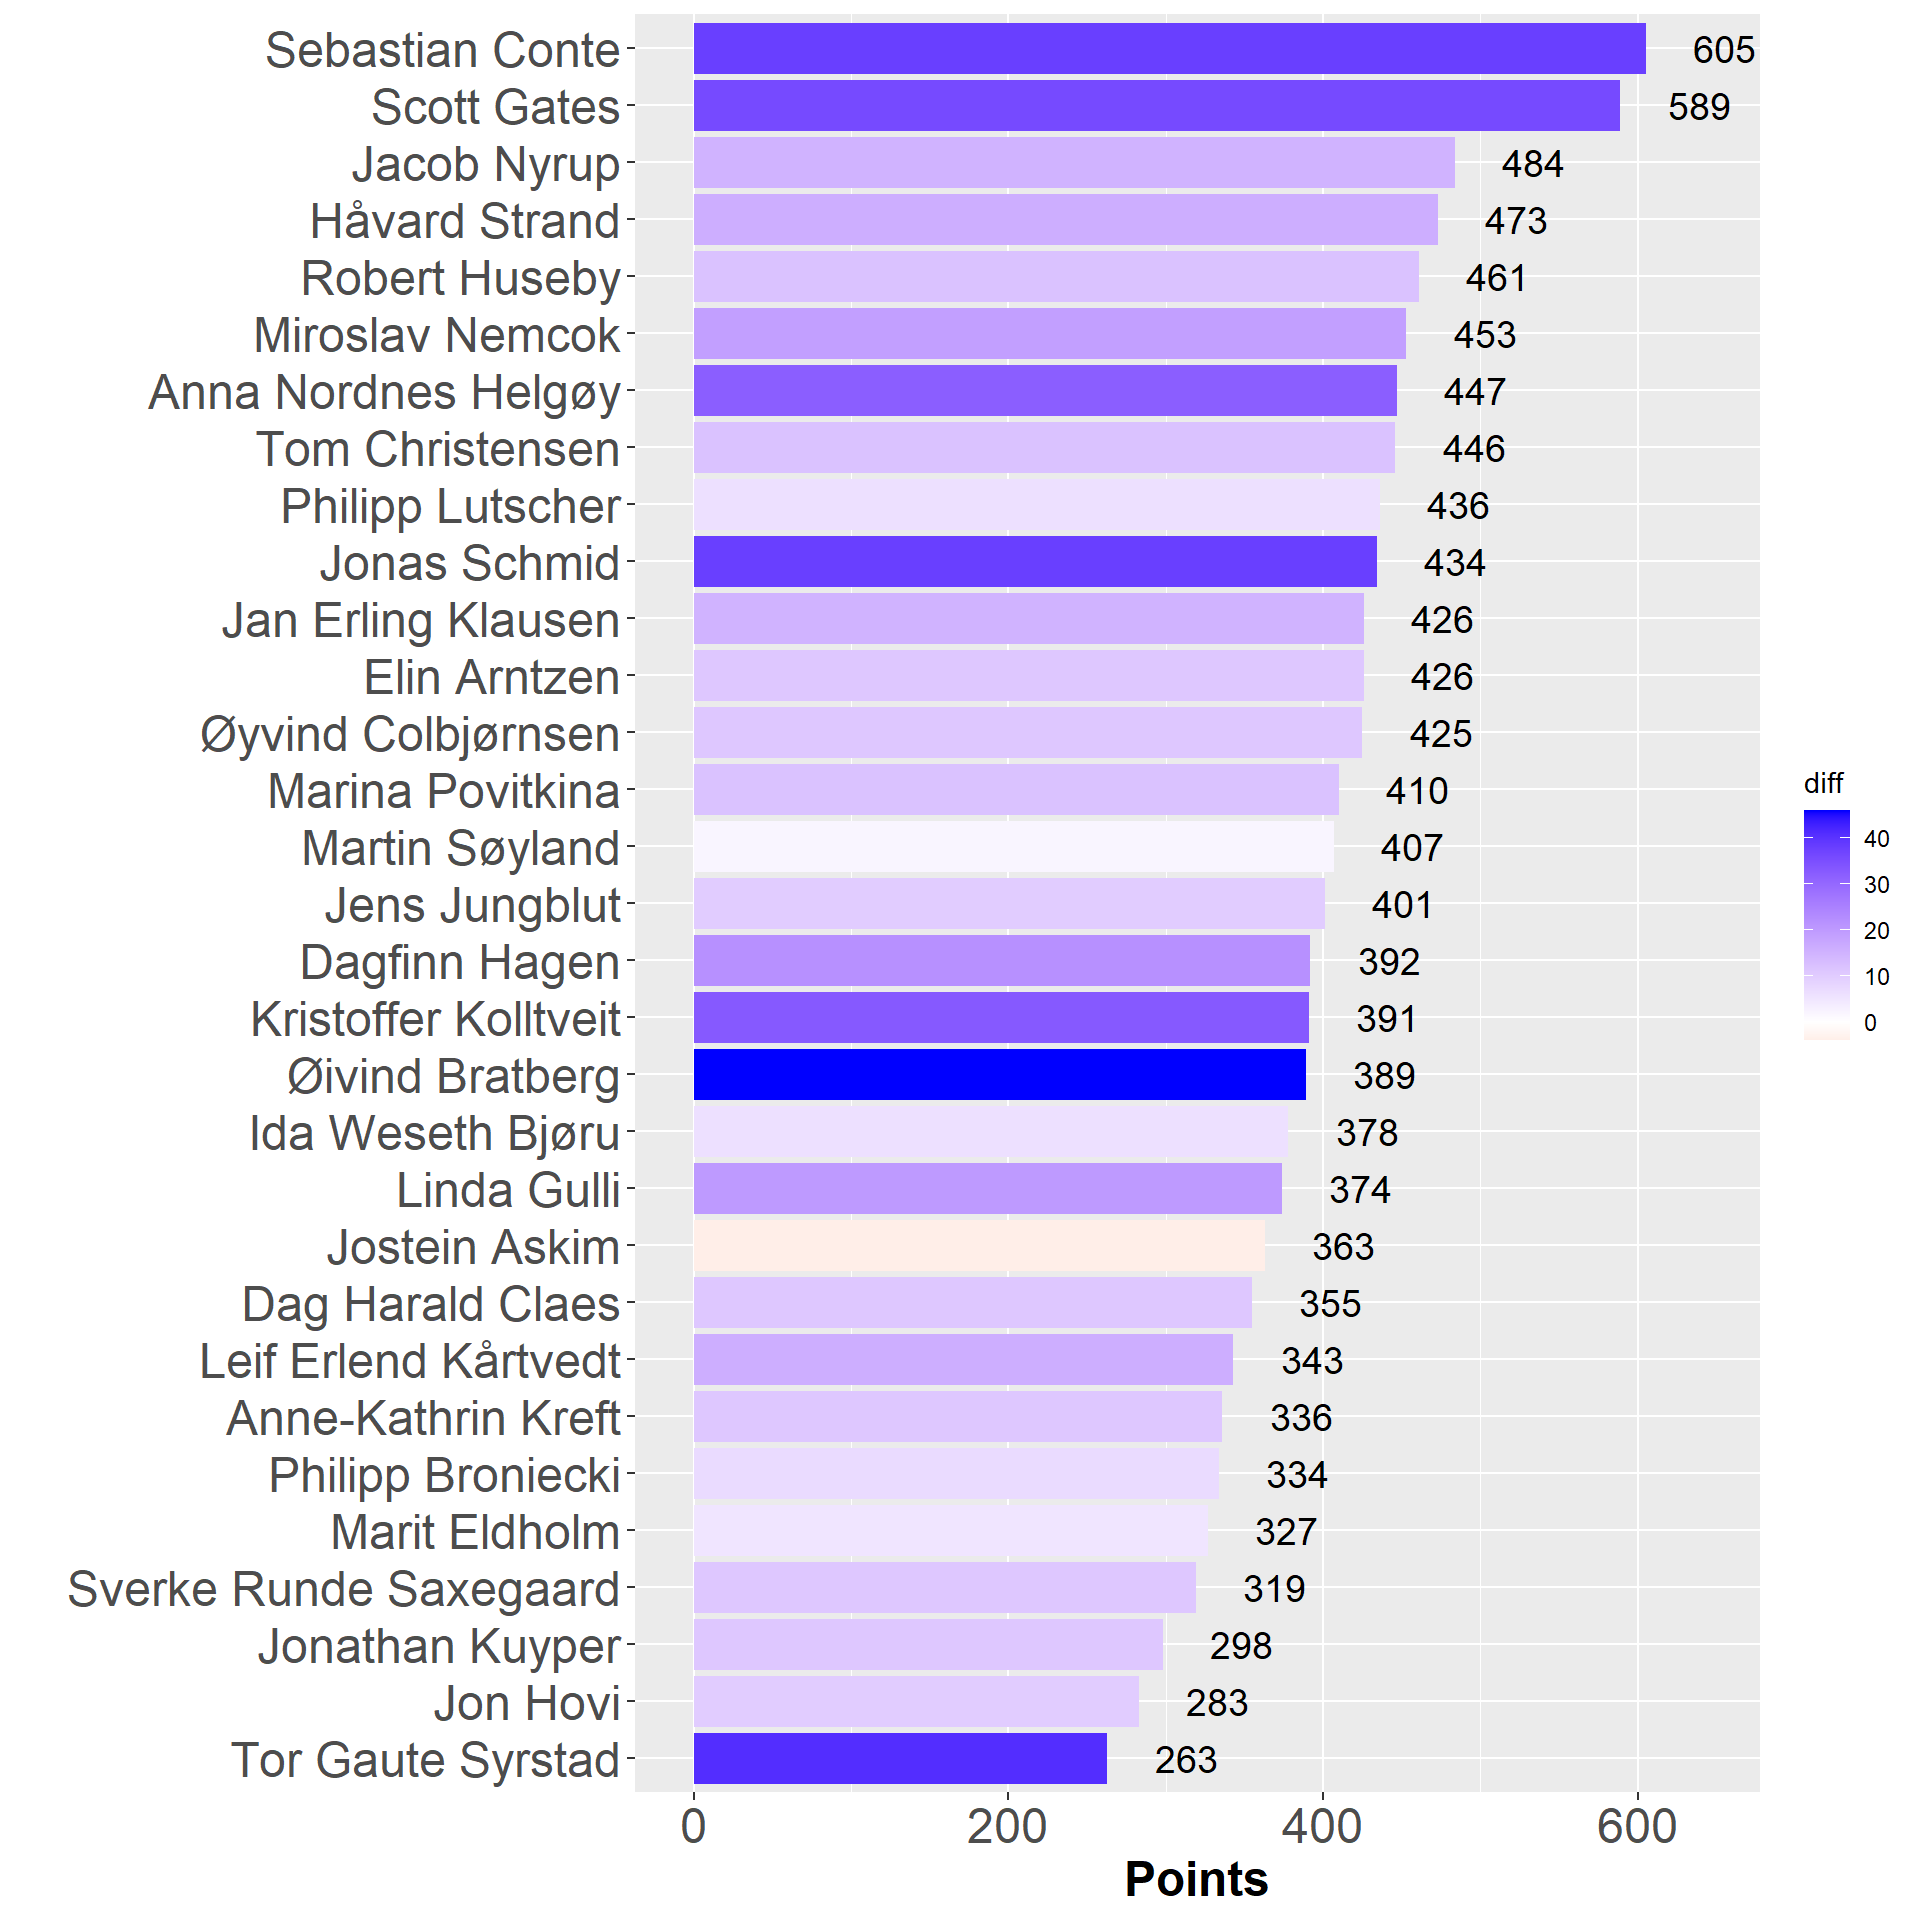 Sebastian Conte 605
Scott Gates 589
Jacob Nyrup 484
Håvard Strand 473
Robert Huseby 461
Miroslav Nemcok 453
Anna Nordnes Helgøy 447
Tom Christensen 446
Philipp Lutscher 436
Jonas Schmid 434
Jan Erling Klausen 426
Elin Arntzen 426
Øyvind Colbjørnsen 425
Marina Povitkina 410
Martin Søyland 407
Jens Jungblut 401
Dagfinn Hagen 392
Kristoffer Kolltveit 391
Øivind Bratberg 389
Ida Weseth Bjøru 378
Linda Gulli 374
Jostein Askim 363
Dag Harald Claes 355
Leif Erlend Kårtvedt 343
Anne-Kathrin Kreft 336
Philipp Broniecki 334
Marit Eldholm 327
Sverke Runde Saxegaard 319
Jonathan Kuyper 298
Jon Hovi 283
Tor Gaute Syrstad 263
0 200 400 600
Points
diff
40
30
20
10
0